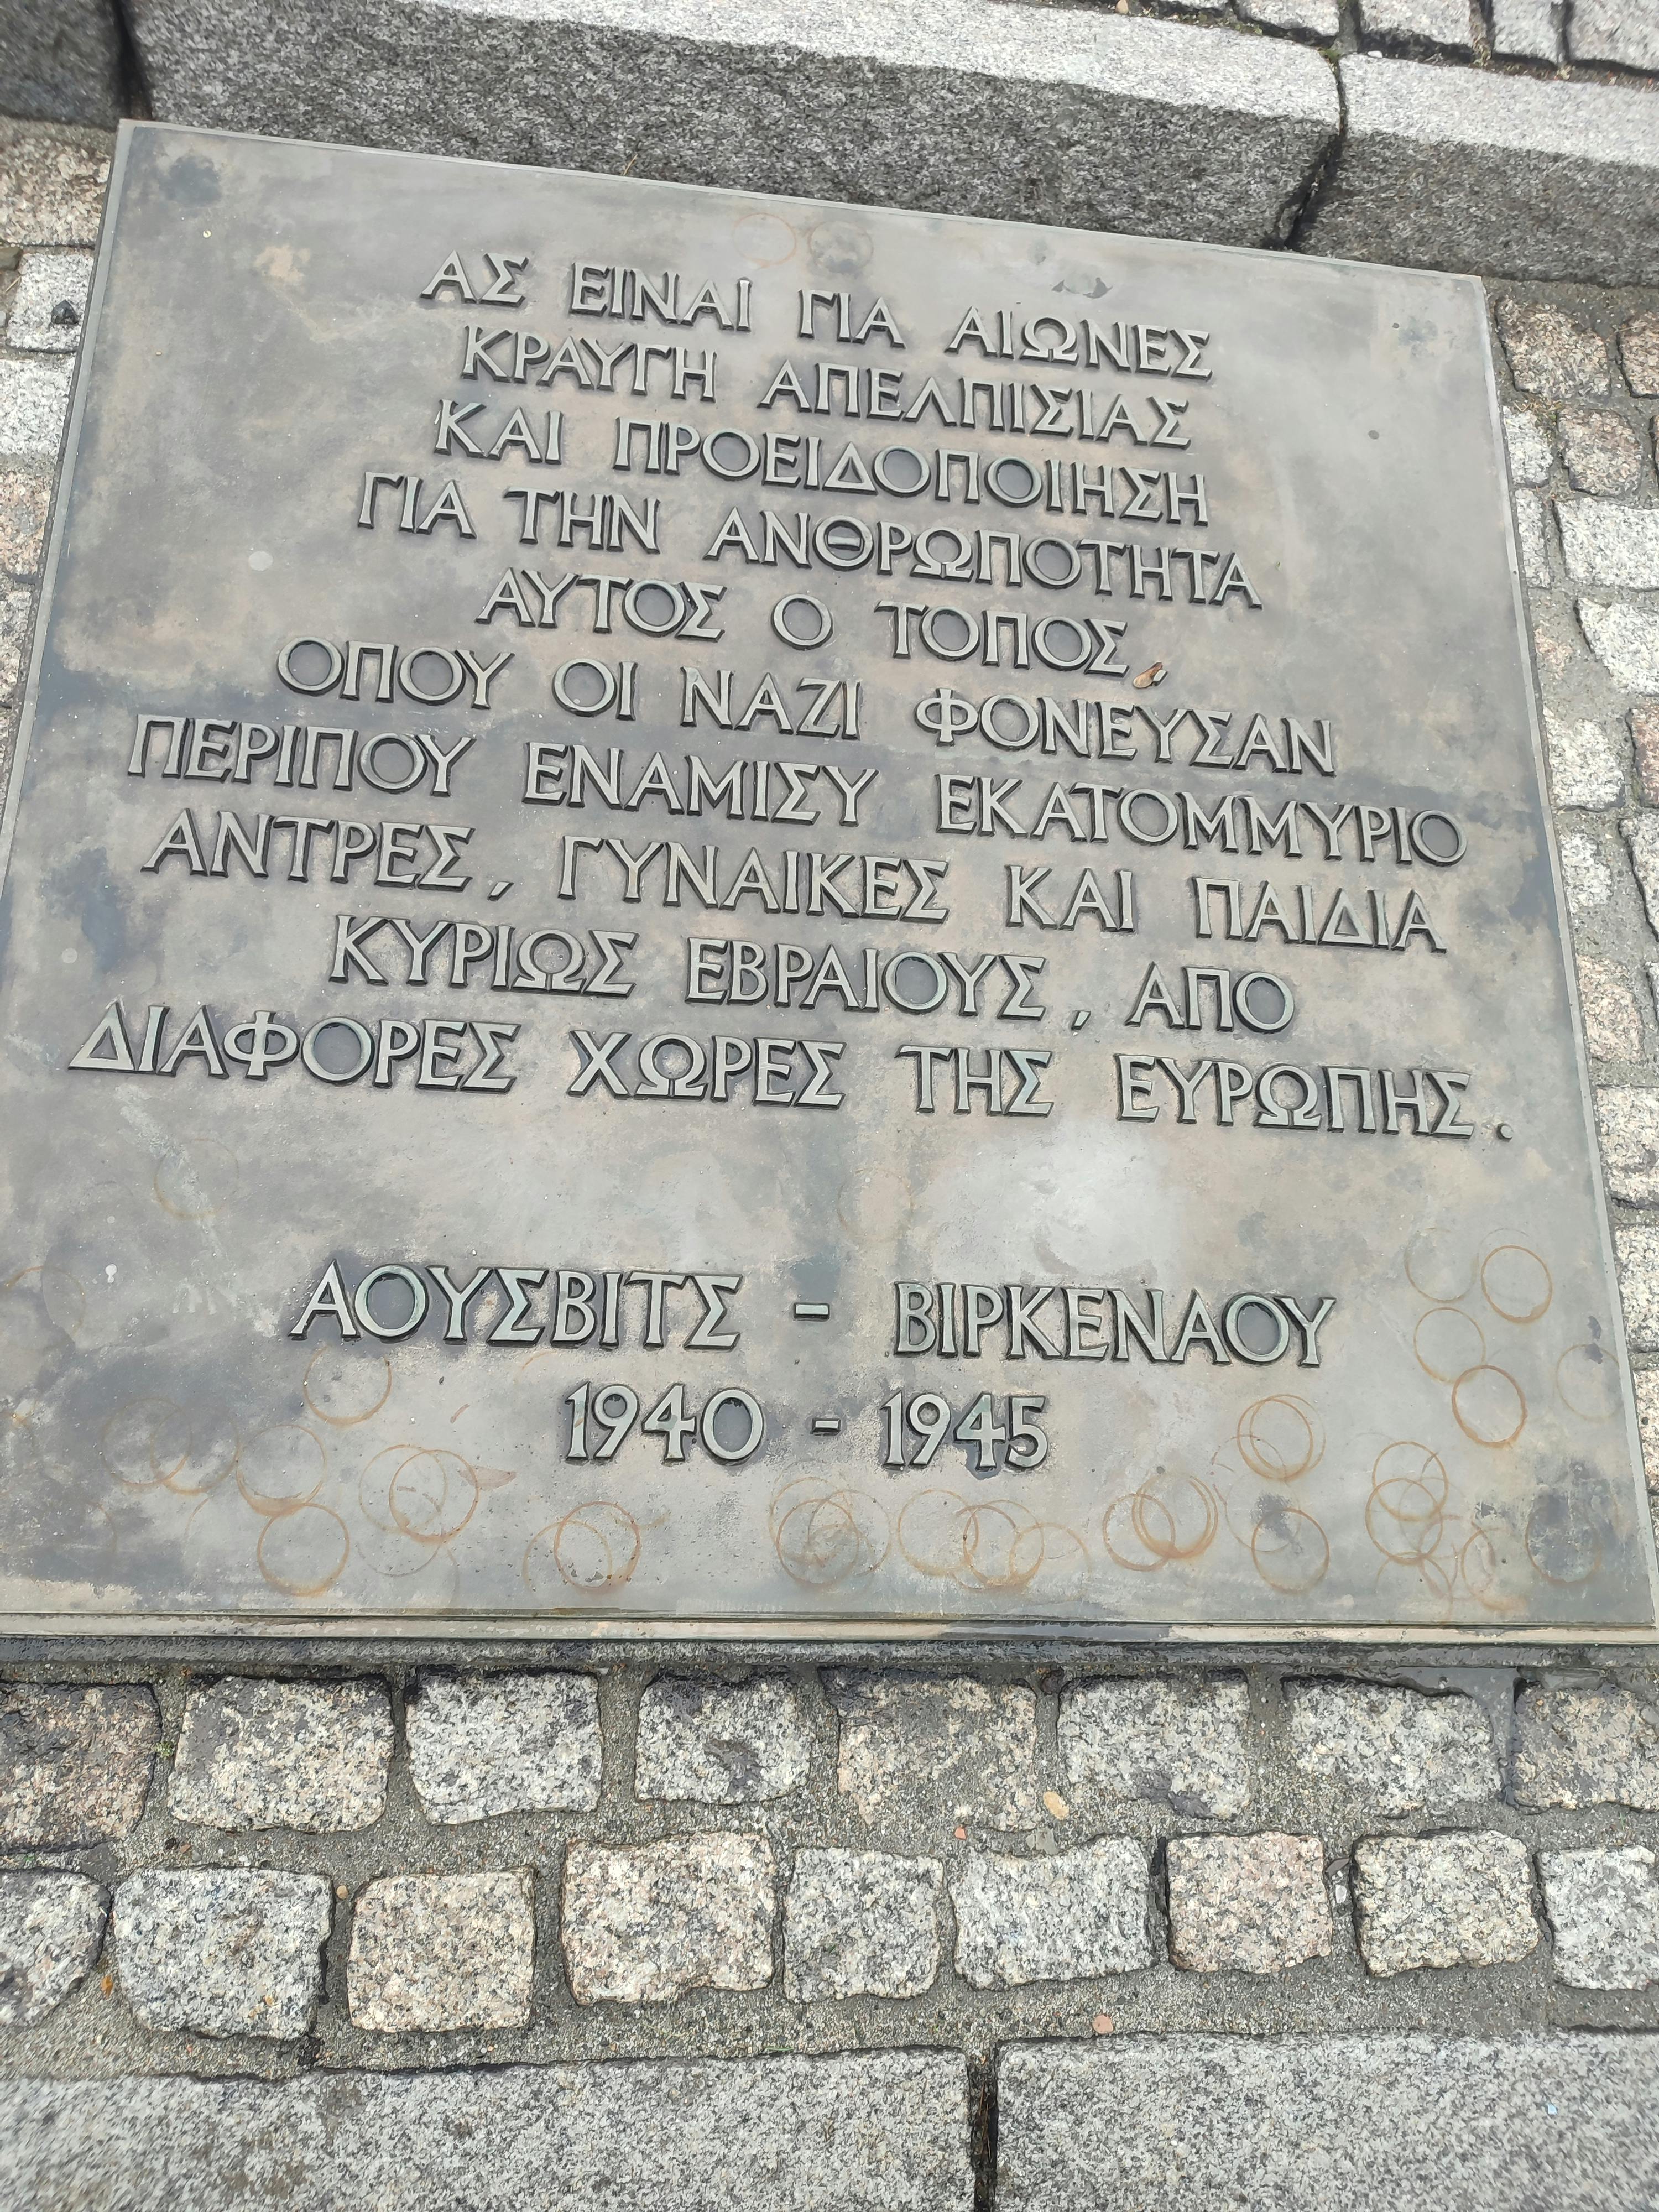 ΑΣ ΕΙΝΑΙ ΓΙΑ ΑΙΩΝΕΣ
ΚΡΑΥΓΗ ΑΠΕΛΠΙΣΙΑΣ
ΚΑΙ ΠΡΟΕΙΔΟΠΟΙΗΣΗ
ΓΙΑ ΤΗΝ ΑΝΘΡΩΠΟΤΗΤΑ
ΑΥΤΟΣ Ο ΤΟΠΟΣ,
ΟΠΟΥ ΟΙ ΝΑΖΙ ΦΟΝΕΥΣΑΝ
ΠΕΡΙΠΟΥ ΕΝΑΜΙΣΥ ΕΚΑΤΟΜΜΥΡΙΟ
ΑΝΤΡΕΣ, ΓΥΝΑΙΚΕΣ ΚΑΙ ΠΑΙΔΙΑ
ΚΥΡΙΩΣ ΕΒΡΑΙΟΥΣ, ΑΠΟ
ΔΙΑΦΟΡΕΣ ΧΩΡΕΣ ΤΗΣ ΕΥΡΩΠΗΣ.
ΑΟΥΣΒΙΤΣ - ΒΙΡΚΕΝΑΟΥ
1940 - 1945